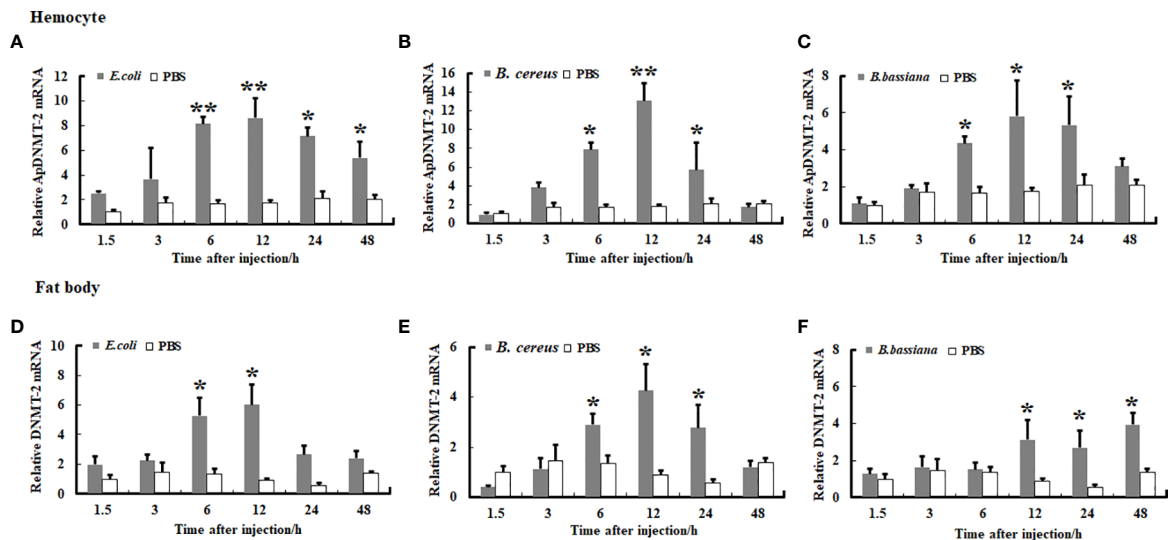 Hemocyte
A
E.coli PBS
Relative ApDNMT-2 mRNA
12
10
8
6
4
2
0
** ** * *
1.5 3 6 12 24 48
Time after injection/h
B
B. cereus PBS
Relative ApDNMT-2 mRNA
16
14
12
10
8
6
4
2
0
* ** *
1.5 3 6 12 24 48
Time after injection/h
C
B.bassiana PBS
Relative ApDNMT-2 mRNA
8
6
4
2
0
* * *
1.5 3 6 12 24 48
Time after injection/h
Fat body
D
E.coli PBS
Relative DNMT-2 mRNA
10
8
6
4
2
0
* *
1.5 3 6 12 24 48
Time after injection/h
E
B. cereus PBS
Relative DNMT-2 mRNA
6
4
2
0
* * *
1.5 3 6 12 24 48
Time after injection/h
F
B.bassiana PBS
Relative DNMT-2 mRNA
8
6
4
2
0
* * *
1.5 3 6 12 24 48
Time after injection/h